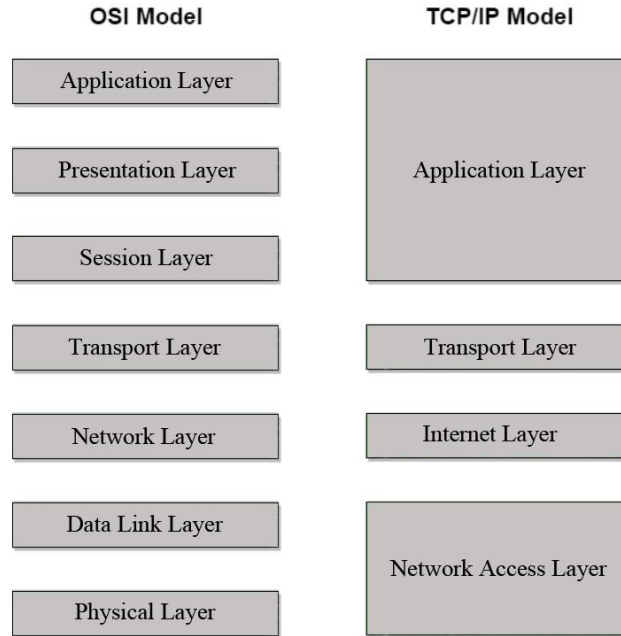 OSI Model
Application Layer
Presentation Layer
Session Layer
Transport Layer
Network Layer
Data Link Layer
Physical Layer
TCP/IP Model
Application Layer
Transport Layer
Internet Layer
Network Access Layer